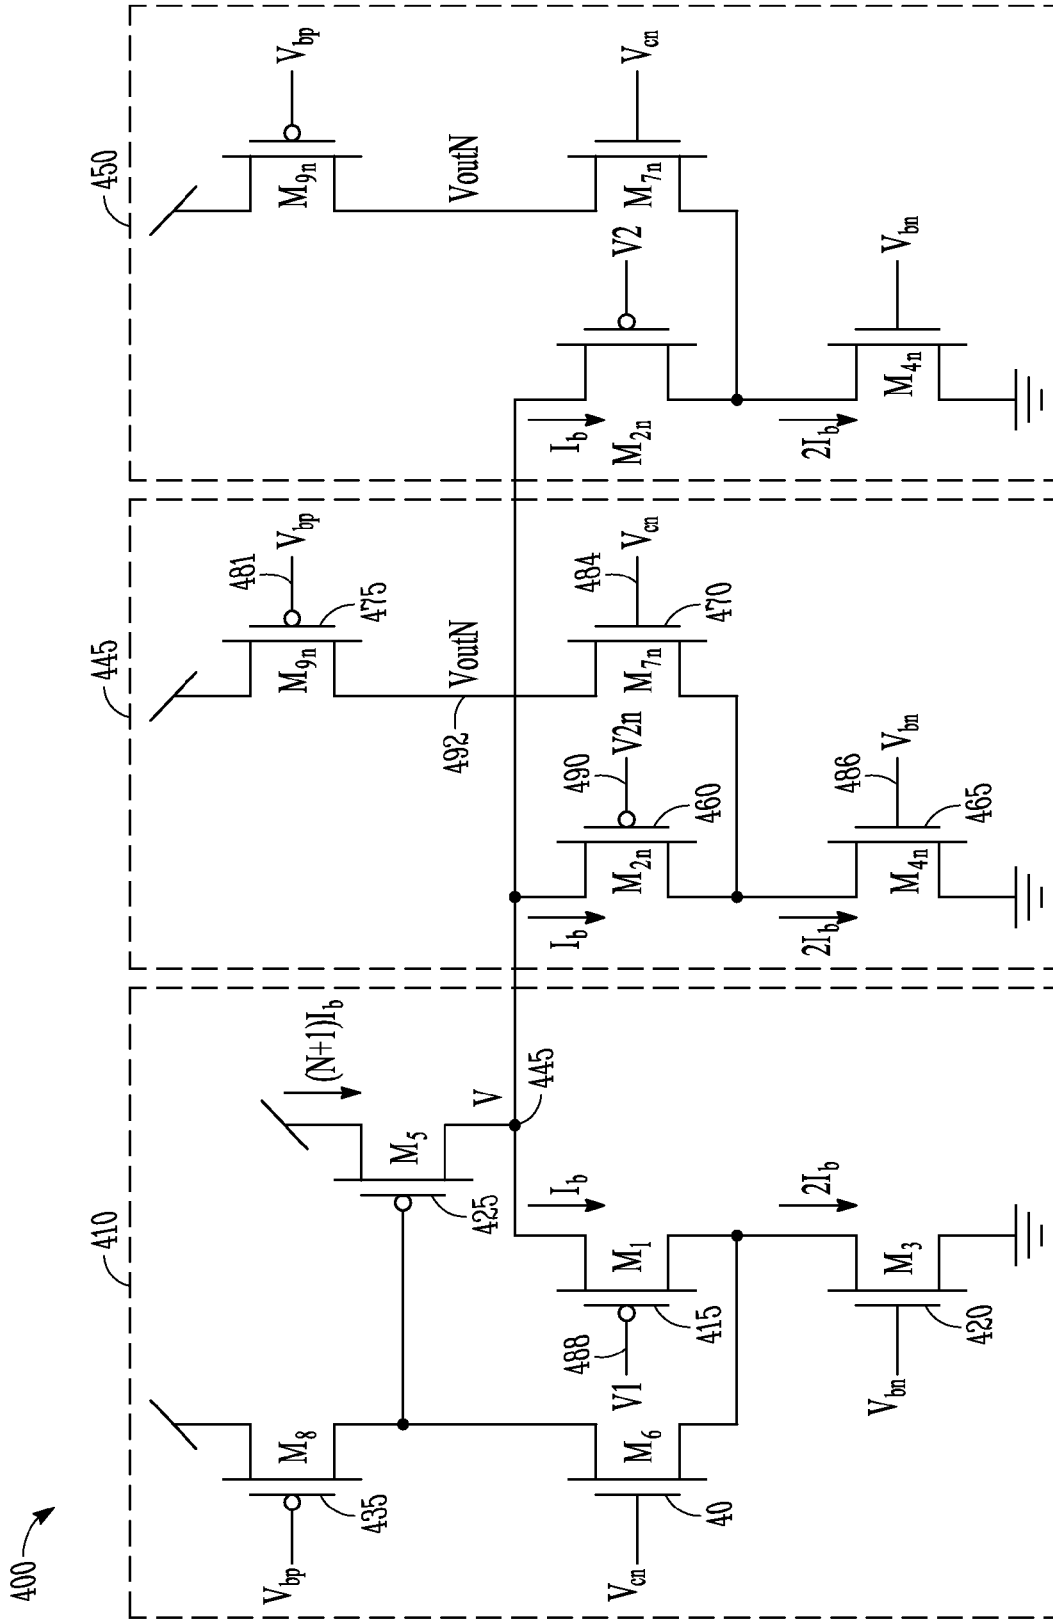 400
410
445
450
V_bp
435
M_8
(N+1)I_b
M_5
425
V
445
V_cn
40
M_6
V1
488
415
M_1
I_b
2I_b
V_bn
420
M_3
481
V_bp
475
M_9n
492
VoutN
484
V_cn
470
M_7n
490
V2n
460
M_2n
I_b
2I_b
486
V_bn
465
M_4n
V_bp
M_9n
VoutN
V_cn
M_7n
V2
I_b
M_2n
2I_b
V_bn
M_4n